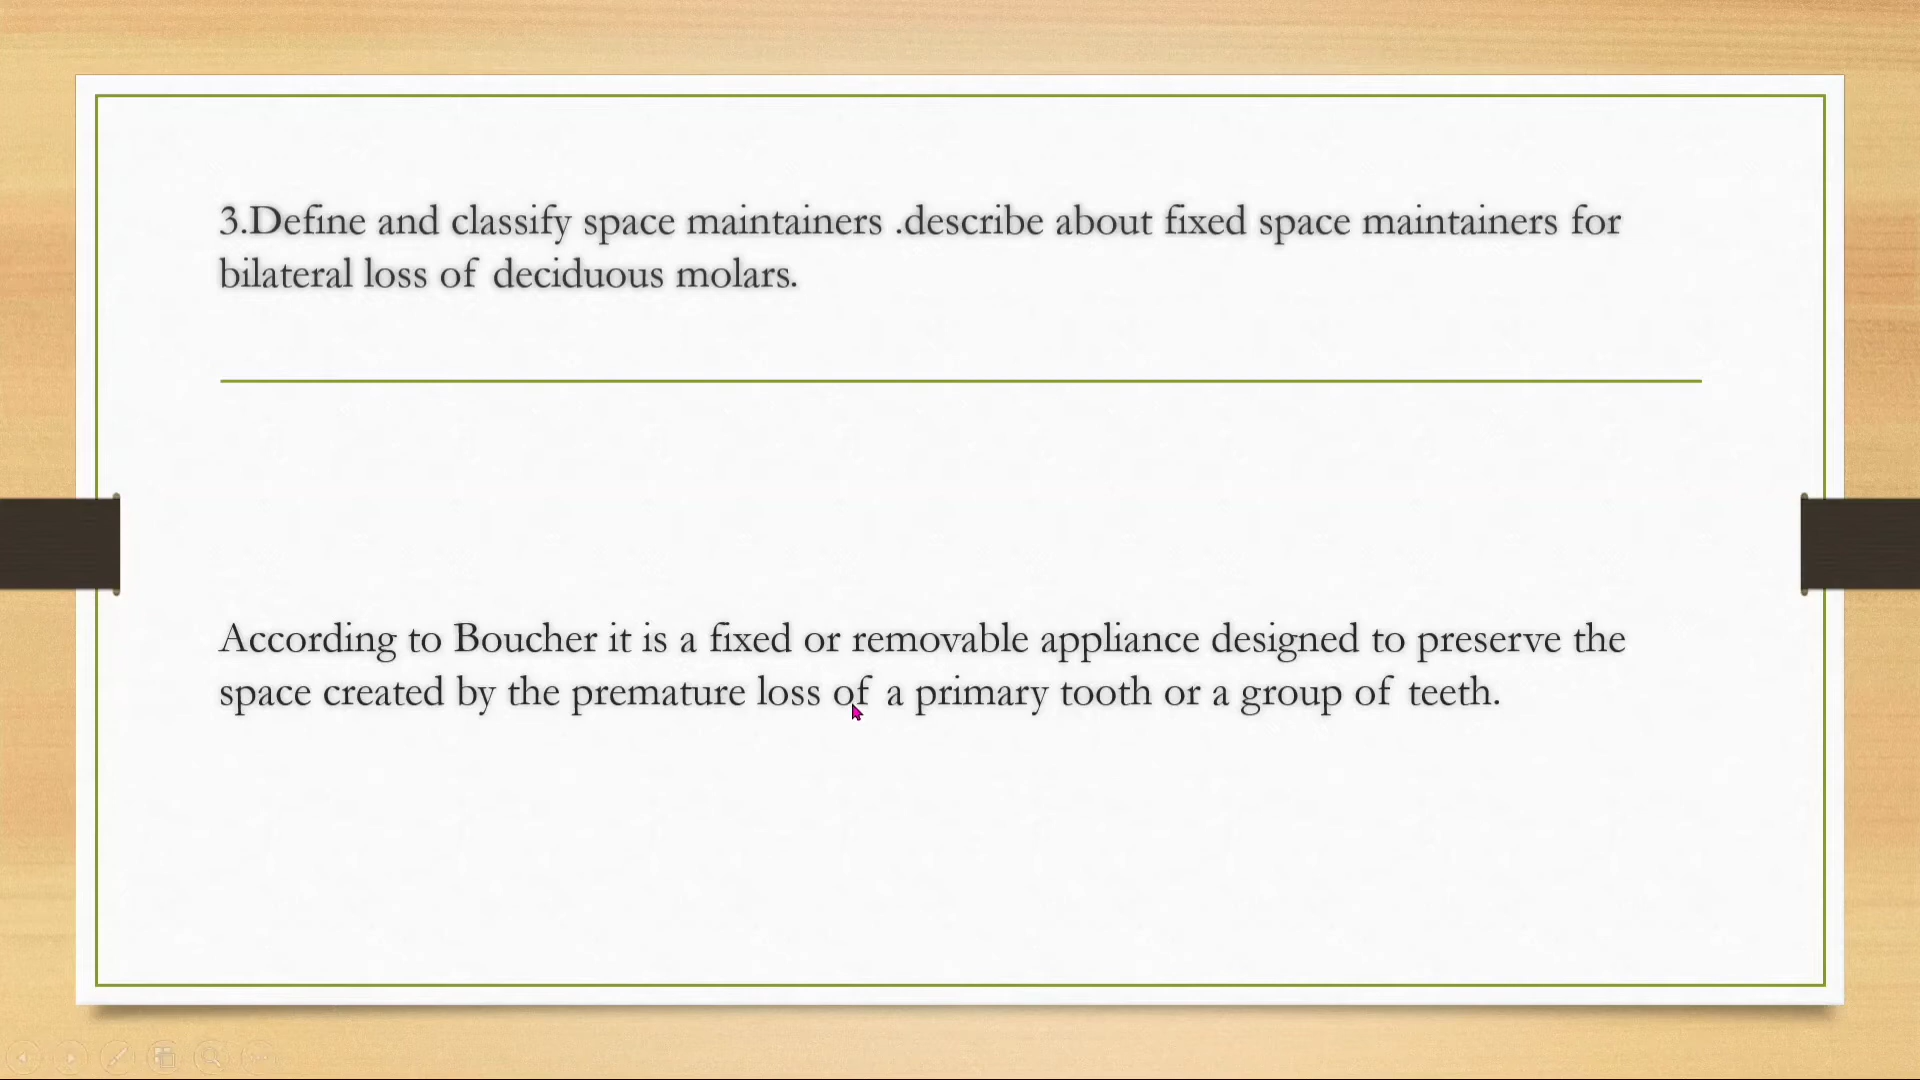 3.Define and classify space maintainers .describe about fixed space maintainers for
bilateral loss of deciduous molars.
According to Boucher it is a fixed or removable appliance designed to preserve the
space created by the premature loss of a primary tooth or a group of teeth.